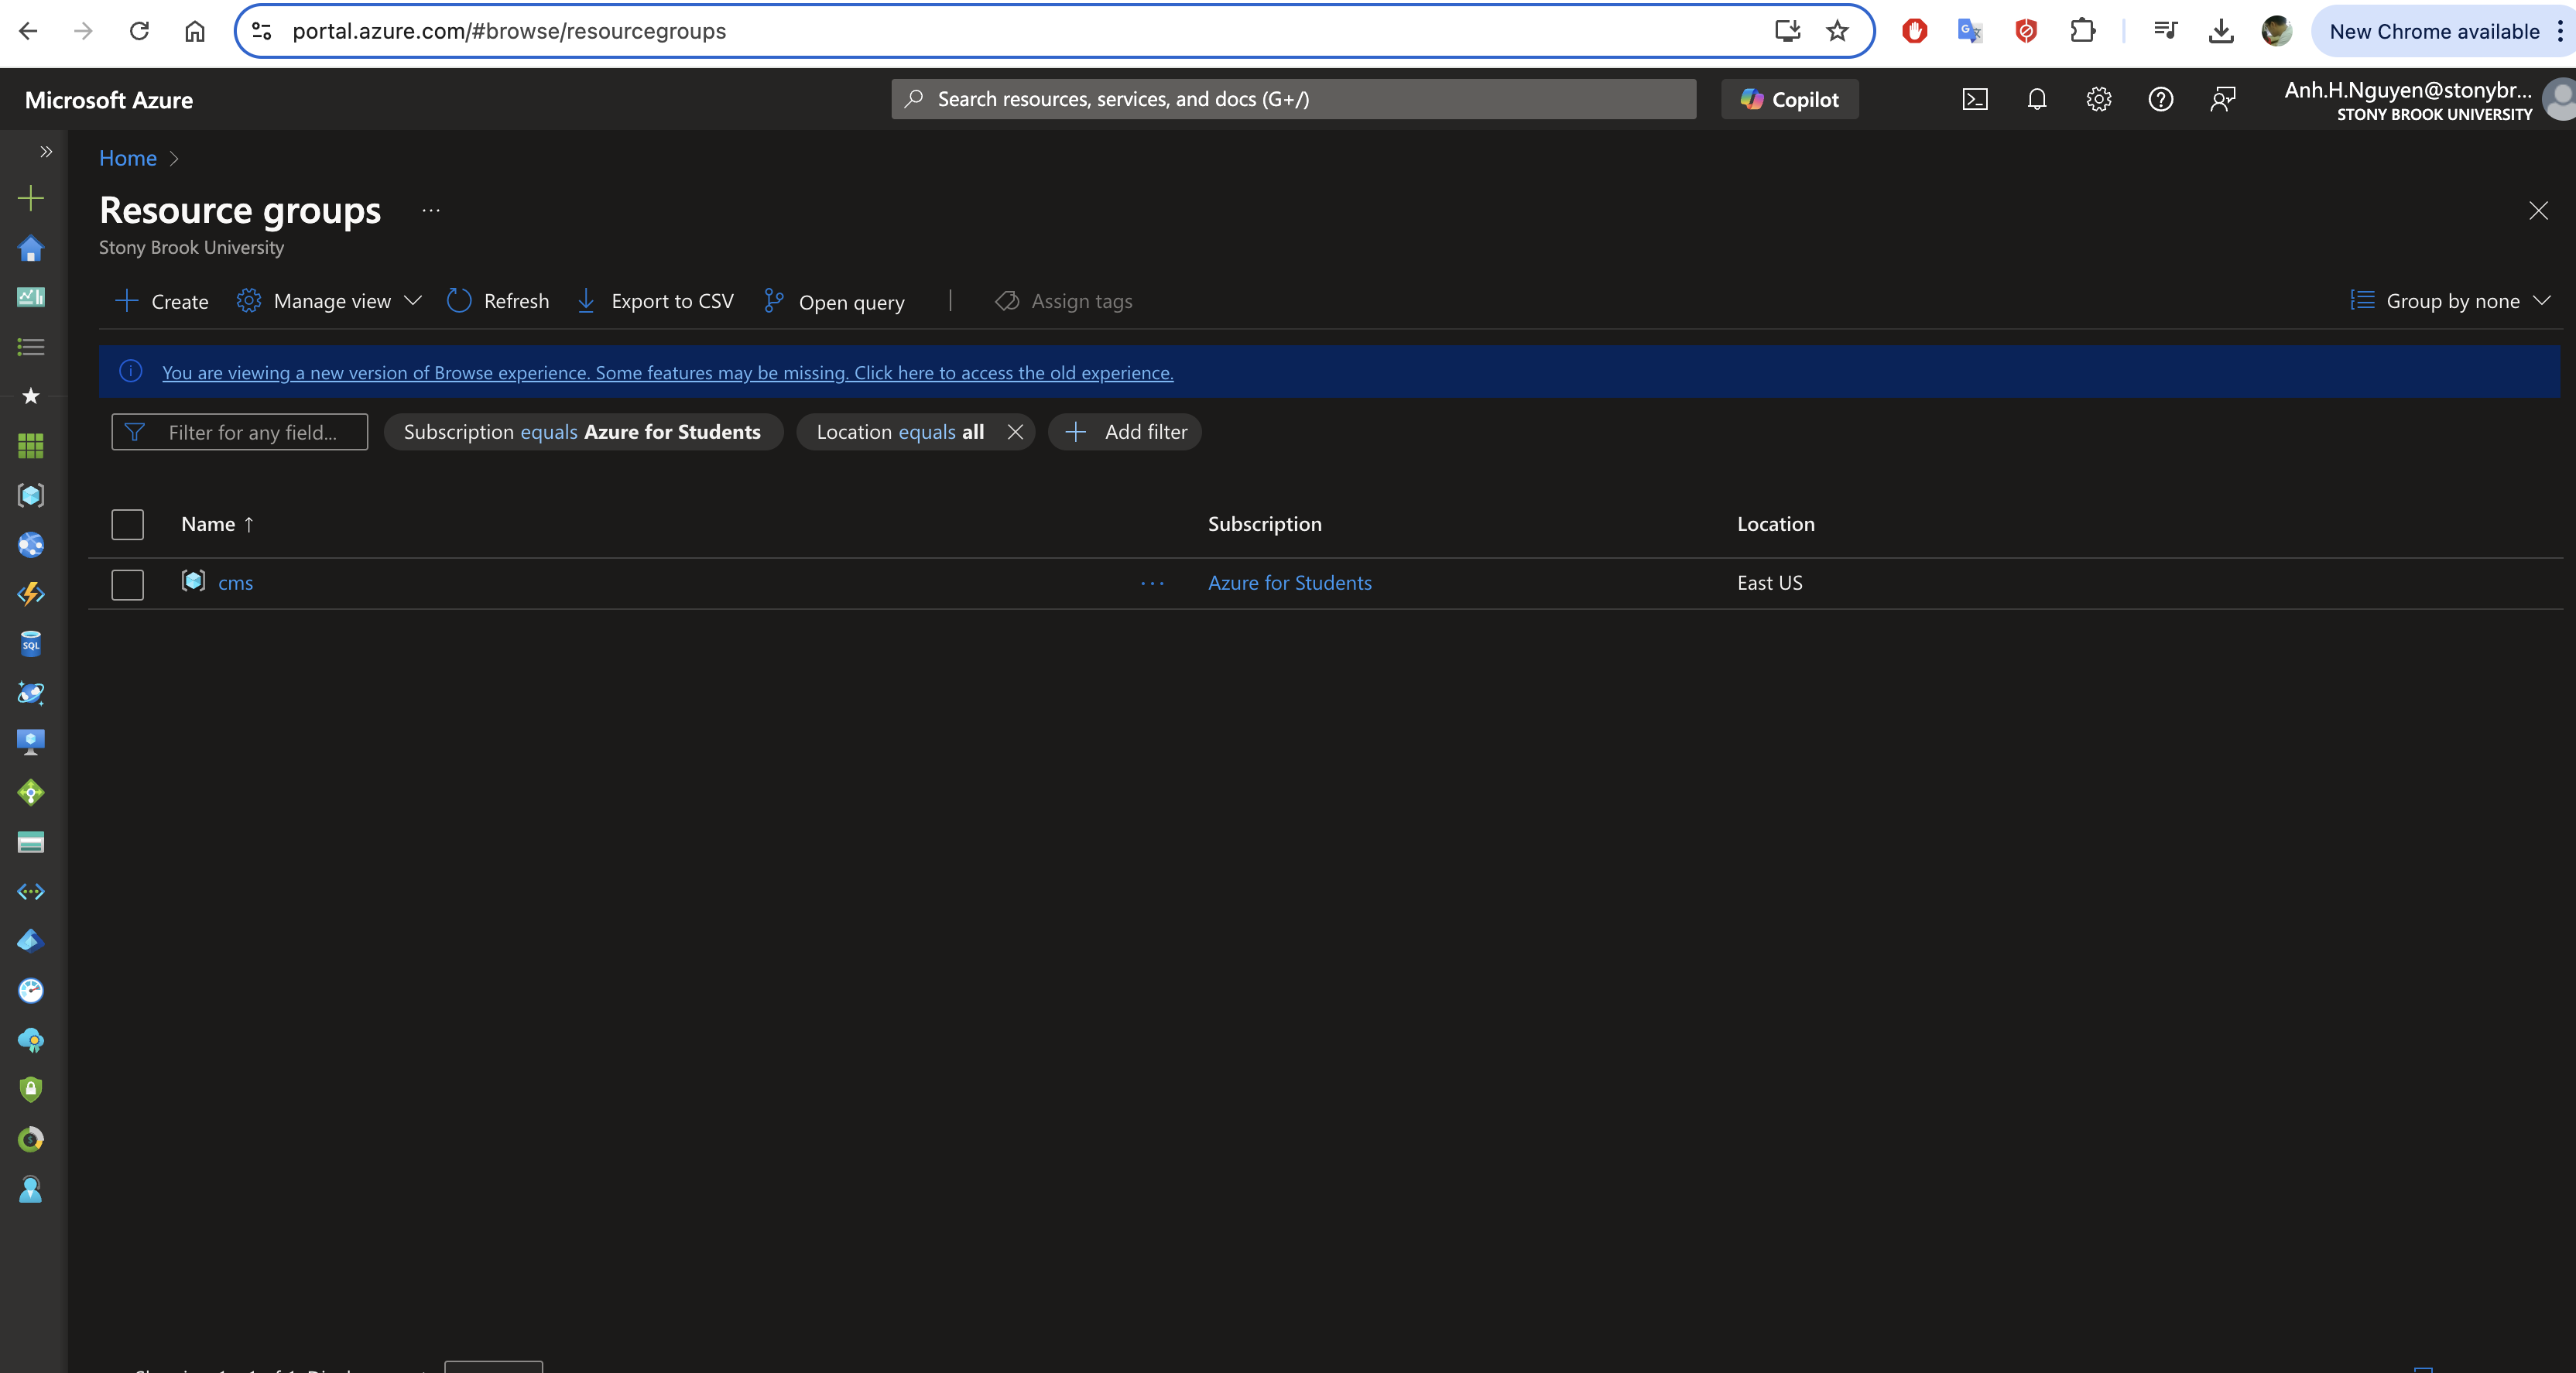 portal.azure.com/#browse/resourcegroups
New Chrome available
Microsoft Azure
Search resources, services, and docs (G+/)
Copilot
Anh.H.Nguyen@stonybr...
STONY BROOK UNIVERSITY
Home
Resource groups
...
Stony Brook University
Create
Manage view
Refresh
Export to CSV
Open query
Assign tags
Group by none
You are viewing a new version of Browse experience. Some features may be missing. Click here to access the old experience.
Filter for any field...
Subscription equals Azure for Students
Location equals all
Add filter
Name ↑
Subscription
Location
cms
...
Azure for Students
East US
SQL